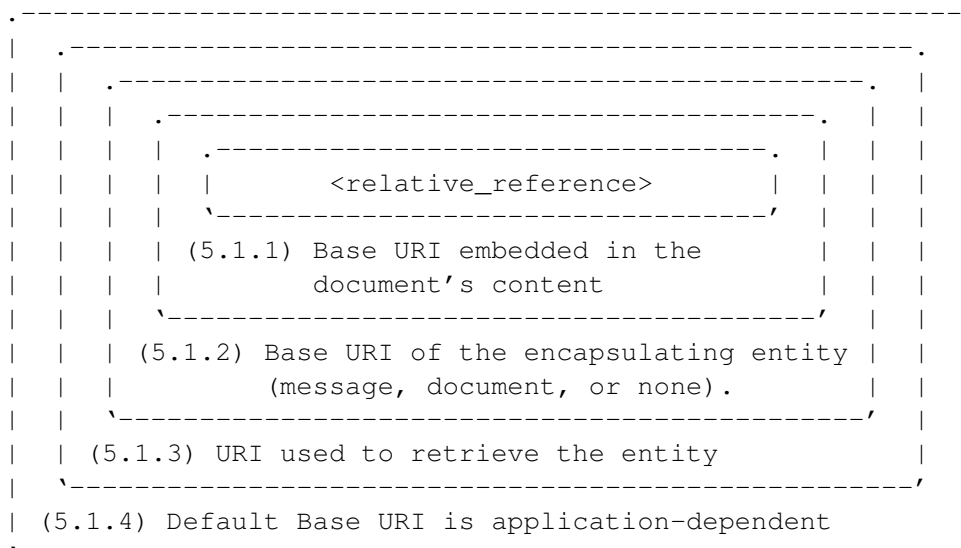 .----------------------------------------------------------
|  .----------------------------------------------------.
|  |  .----------------------------------------------.  |
|  |  |  .----------------------------------------.  |  |
|  |  |  |  .----------------------------------.  |  |  |
|  |  |  |  |       <relative_reference>       |  |  |  |
|  |  |  |  `----------------------------------'  |  |  |
|  |  |  | (5.1.1) Base URI embedded in the       |  |  |
|  |  |  |         document's content             |  |  |
|  |  |  `----------------------------------------'  |  |
|  |  | (5.1.2) Base URI of the encapsulating entity |  |
|  |  |         (message, document, or none).        |  |
|  |  `----------------------------------------------'  |
|  | (5.1.3) URI used to retrieve the entity            |
|  `----------------------------------------------------'
| (5.1.4) Default Base URI is application-dependent